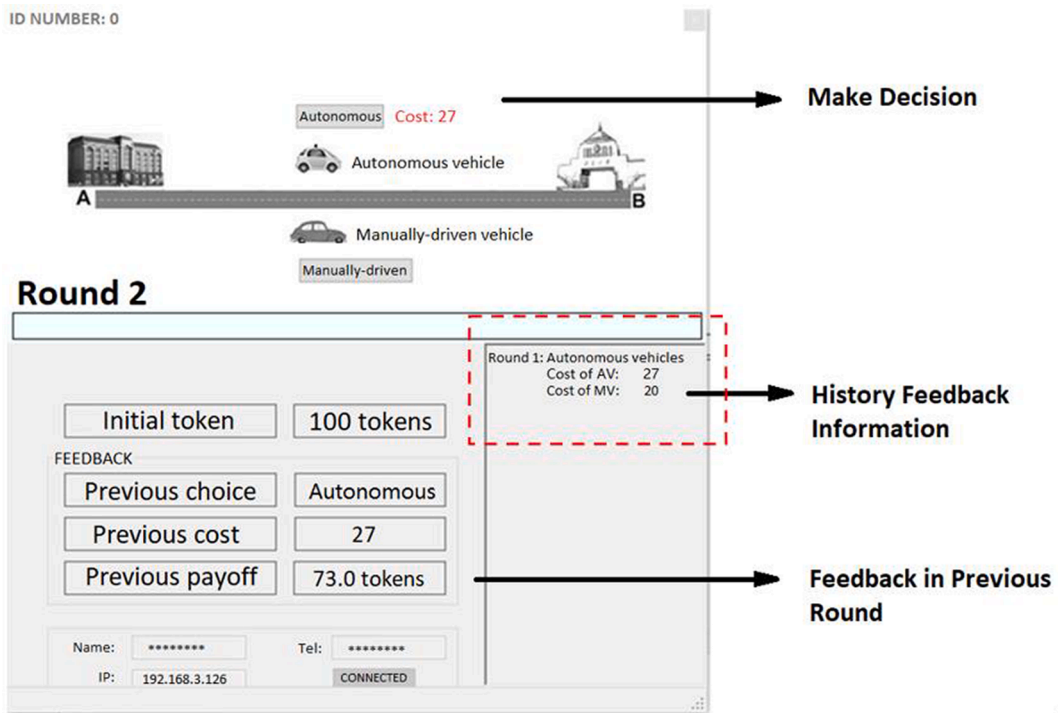 ID NUMBER: 0
Make Decision
Autonomous Cost: 27
Autonomous vehicle
A
B
Manually-driven vehicle
Manually-driven
Round 2
Round 1: Autonomous vehicles
Cost of AV: 27
Cost of MV: 20
History Feedback
Information
Initial token 100 tokens
FEEDBACK
Previous choice Autonomous
Previous cost 27
Previous payoff 73.0 tokens
Feedback in Previous
Round
Name: ******** Tel: ********
IP: 192.168.3.126 CONNECTED